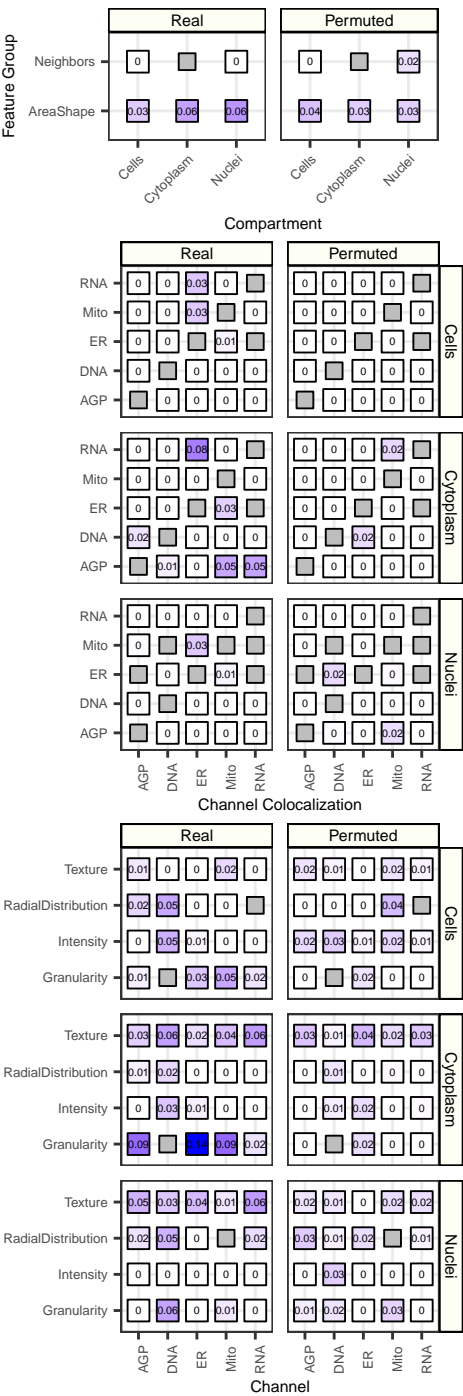 Real Permuted
Feature Group
Neighbors 0 0 0 0.02
AreaShape 0.03 0.06 0.06 0.04 0.03 0.03
Cells Cytoplasm Nuclei Cells Cytoplasm Nuclei
Compartment
Real Permuted
RNA 0 0 0.03 0 0 0 0 0
Mito 0 0 0.03 0 0 0 0 0
ER 0 0 0.01 0 0 0
DNA 0 0 0 0 0 0 0 0
AGP 0 0 0 0 0 0 0 0
Cells
RNA 0 0 0.08 0 0 0 0 0.02
Mito 0 0 0 0 0 0 0 0
ER 0 0 0.03 0 0 0
DNA 0.02 0 0 0 0 0.02 0 0
AGP 0.01 0 0.05 0.05 0 0 0 0
Cytoplasm
RNA 0 0 0 0 0 0 0 0
Mito 0 0.03 0 0 0
ER 0 0.01 0.02 0
DNA 0 0 0 0 0 0 0 0
AGP 0 0 0 0 0 0 0.02 0
Nuclei
AGP DNA ER Mito RNA AGP DNA ER Mito RNA
Channel Colocalization
Real Permuted
Texture 0.01 0 0 0.02 0 0.02 0.01 0 0.02 0.01
RadialDistribution 0.02 0.05 0 0 0 0 0 0.04
Intensity 0 0.05 0.01 0 0 0.02 0.03 0.01 0.02 0.01
Granularity 0.01 0.03 0.05 0.02 0 0.02 0 0
Cells
Texture 0.03 0.06 0.02 0.04 0.06 0.03 0.01 0.04 0.02 0.03
RadialDistribution 0.01 0.02 0 0 0 0 0.01 0 0 0
Intensity 0 0.03 0.01 0 0 0 0.01 0.02 0 0
Granularity 0.09 0.14 0.09 0.02 0 0.02 0 0
Cytoplasm
Texture 0.05 0.03 0.04 0.01 0.06 0.02 0.01 0 0.02 0.02
RadialDistribution 0.02 0.05 0 0.02 0.03 0.01 0.02 0.01
Intensity 0 0 0 0 0 0 0.03 0 0 0
Granularity 0 0.06 0 0.01 0 0.01 0.02 0 0.03 0
Nuclei
AGP DNA ER Mito RNA AGP DNA ER Mito RNA
Channel